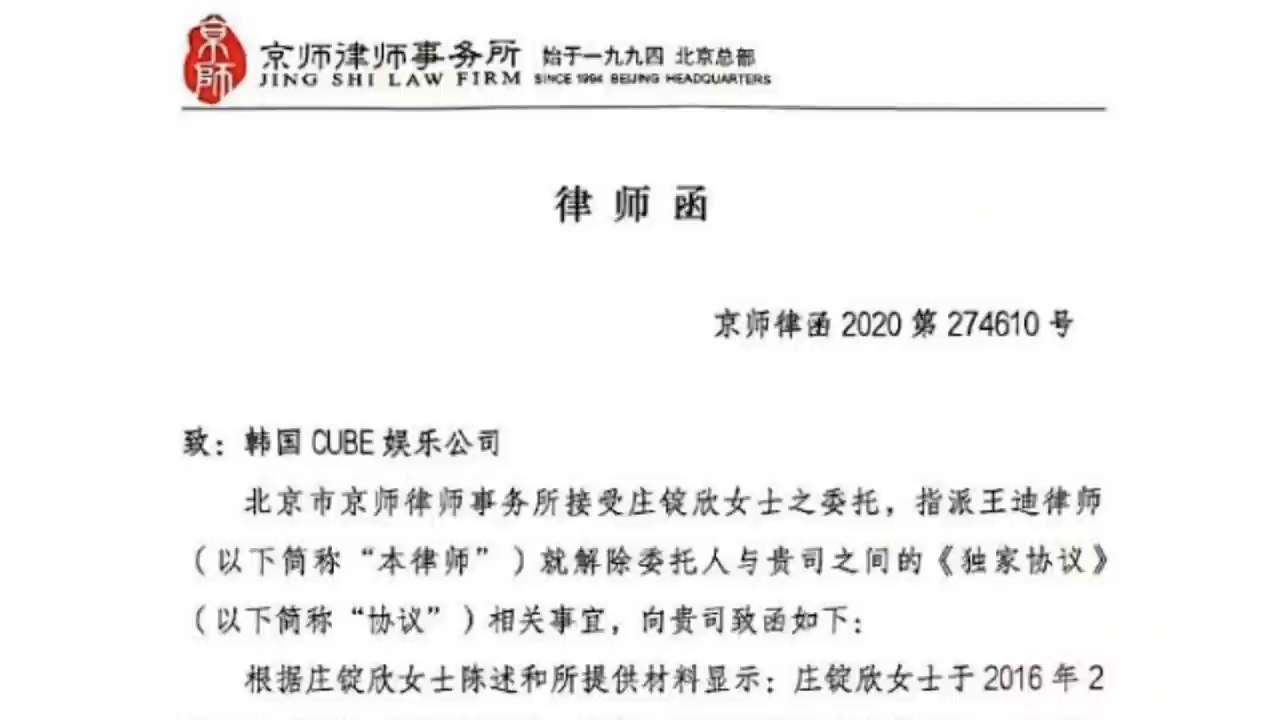 京師
京师律师事务所 始于一九九四 北京总部
JING SHI LAW FIRM SINCE 1994 BEIJING HEADQUARTERS
律师函
京师律函 2020 第 274610 号
致：韩国 CUBE 娱乐公司
北京市京师律师事务所接受庄锭欣女士之委托，指派王迪律师
（以下简称“本律师”）就解除委托人与贵司之间的《独家协议》
（以下简称“协议”）相关事宜，向贵司致函如下：
根据庄锭欣女士陈述和所提供材料显示：庄锭欣女士于 2016 年 2